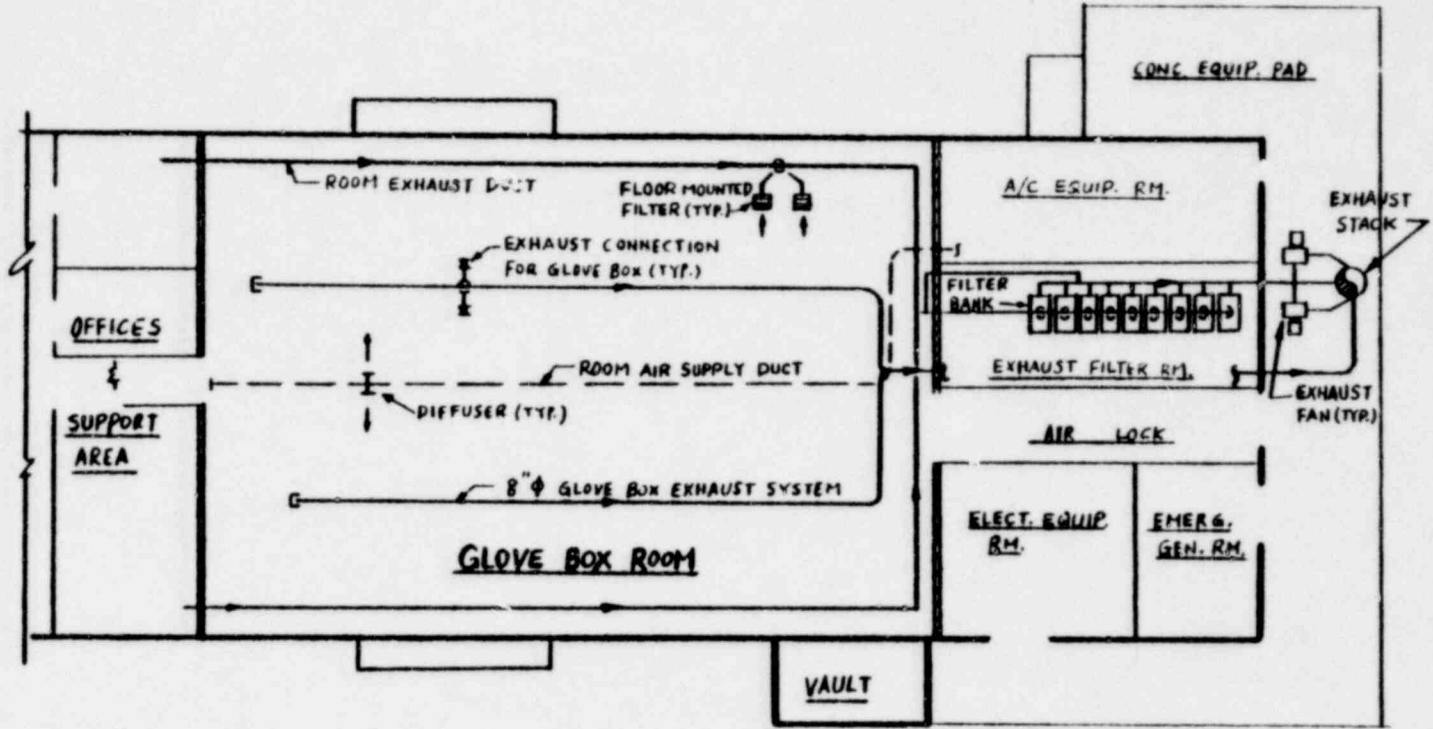 CONC. EQUIP. PAD
ROOM EXHAUST
FLOOR MOUNTED
FILTER (TYP.)
A/C EQUIP. RM.
EXHAUST
STACK
EXHAUST CONNECTION
FOR GLOVE BOX (TYP.)
FILTER
BANK
OFFICES
&
SUPPORT
AREA
ROOM AIR SUPPLY DUCT
DIFFUSER (TYP.)
EXHAUST FILTER RM.
EXHAUST
FAN (TYP.)
AIR LOCK
8"Φ GLOVE BOX EXHAUST SYSTEM
ELECT. EQUIP.
RM.
EMERG.
GEN. RM.
GLOVE BOX ROOM
VAULT